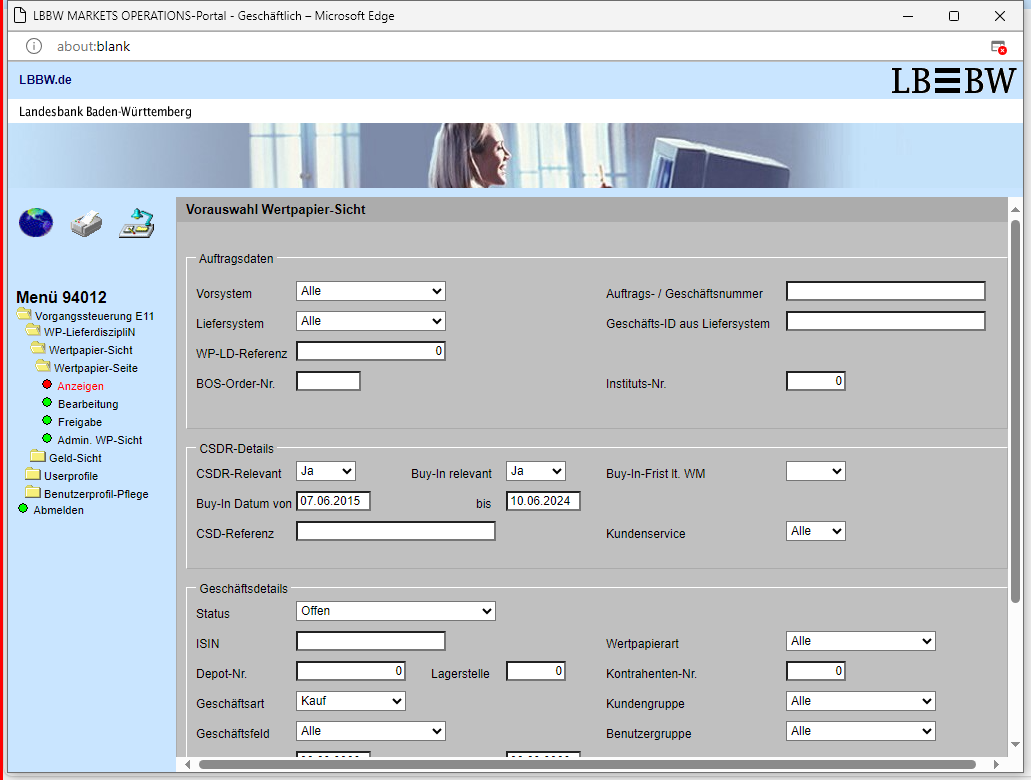 LBBW MARKETS OPERATIONS-Portal - Geschäftlich – Microsoft Edge
about:blank
LBBW.de
LBBW
Landesbank Baden-Württemberg
Vorauswahl Wertpapier-Sicht
Menü 94012
Vorgangssteuerung E11
WP-LieferdiszipliN
Wertpapier-Sicht
Wertpapier-Seite
Anzeigen
Bearbeitung
Freigabe
Admin. WP-Sicht
Geld-Sicht
Userprofile
Benutzerprofil-Pflege
Abmelden
Auftragsdaten
Vorsystem Alle Auftrags- / Geschäftsnummer
Liefersystem Alle Geschäfts-ID aus Liefersystem
WP-LD-Referenz 0
BOS-Order-Nr. Instituts-Nr. 0
CSDR-Details
CSDR-Relevant Ja Buy-In relevant Ja Buy-In-Frist lt. WM
Buy-In Datum von 07.06.2015 bis 10.06.2024
CSD-Referenz Kundenservice Alle
Geschäftsdetails
Status Offen
ISIN Wertpapierart Alle
Depot-Nr. 0 Lagerstelle 0 Kontrahenten-Nr. 0
Geschäftsart Kauf Kundengruppe Alle
Geschäftsfeld Alle Benutzergruppe Alle